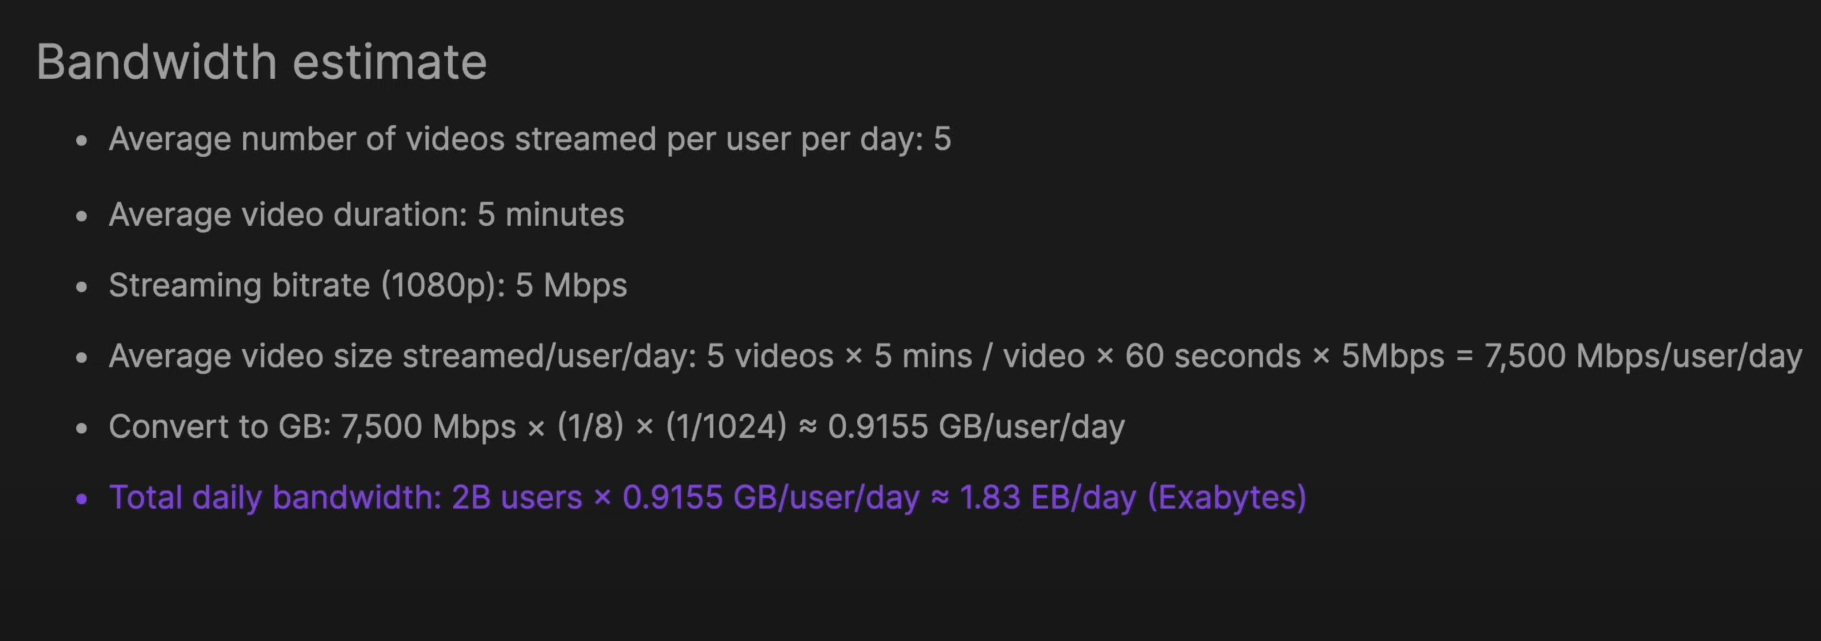 Bandwidth estimate
• Average number of videos streamed per user per day: 5
• Average video duration: 5 minutes
• Streaming bitrate (1080p): 5 Mbps
• Average video size streamed/user/day: 5 videos × 5 mins / video × 60 seconds × 5Mbps = 7,500 Mbps/user/day
• Convert to GB: 7,500 Mbps × (1/8) × (1/1024) ≈ 0.9155 GB/user/day
• Total daily bandwidth: 2B users × 0.9155 GB/user/day ≈ 1.83 EB/day (Exabytes)